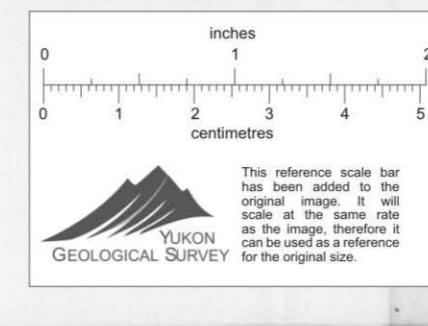 inches
0 1 2
0 1 2 3 4 5
centimetres
YUKON
GEOLOGICAL SURVEY
This reference scale bar
has been added to the
original image. It will
scale at the same rate
as the image, therefore it
can be used as a reference
for the original size.